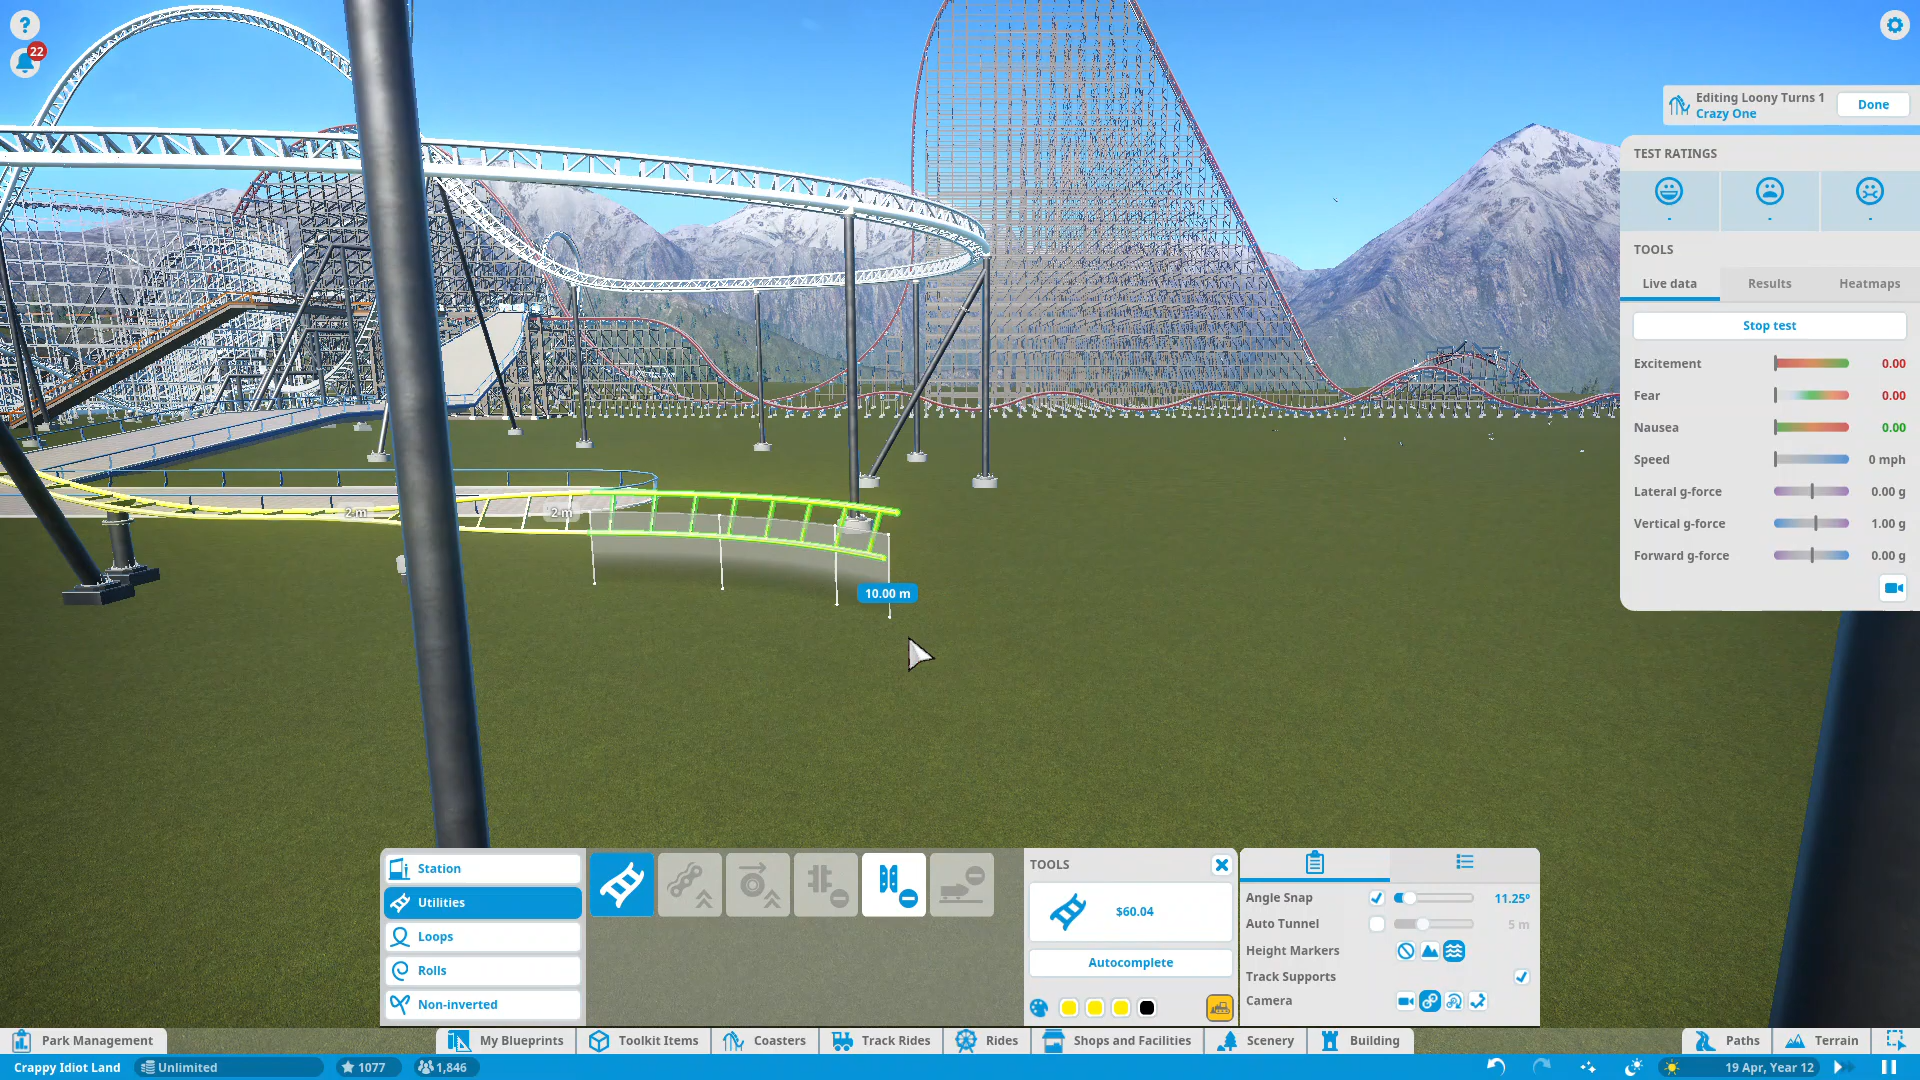 ?
22
Editing Loony Turns 1
Crazy One
Done
TEST RATINGS
-
-
-
TOOLS
Live data
Results
Heatmaps
Stop test
Excitement
0.00
Fear
0.00
Nausea
0.00
Speed
0 mph
Lateral g-force
0.00 g
Vertical g-force
1.00 g
Forward g-force
0.00 g
2 m
2 m
10.00 m
Station
Utilities
Loops
Rolls
Non-inverted
TOOLS
$60.04
Autocomplete
Angle Snap
11.25°
Auto Tunnel
5 m
Height Markers
Track Supports
Camera
Park Management
My Blueprints
Toolkit Items
Coasters
Track Rides
Rides
Shops and Facilities
Scenery
Building
Paths
Terrain
Crappy Idiot Land
Unlimited
1077
1,846
19 Apr, Year 12